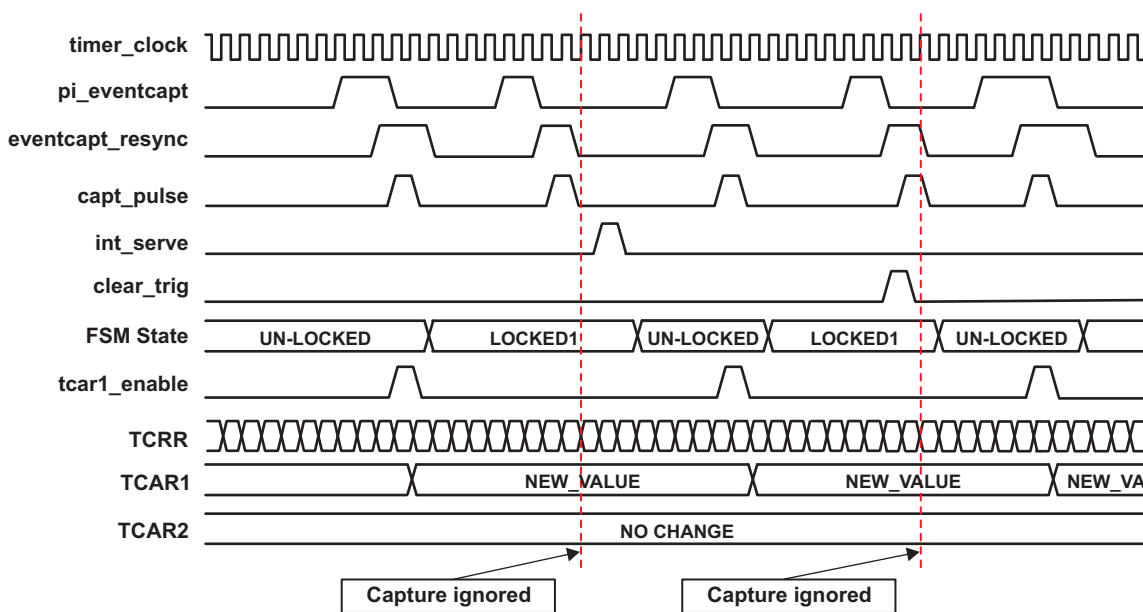 timer_clock
pi_eventcapt
eventcapt_resync
capt_pulse
int_serve
clear_trig
FSM State UN-LOCKED LOCKED1 UN-LOCKED LOCKED1 UN-LOCKED
tcar1_enable
TCRR
TCAR1 NEW_VALUE NEW_VALUE NEW_VA
TCAR2 NO CHANGE
Capture ignored Capture ignored